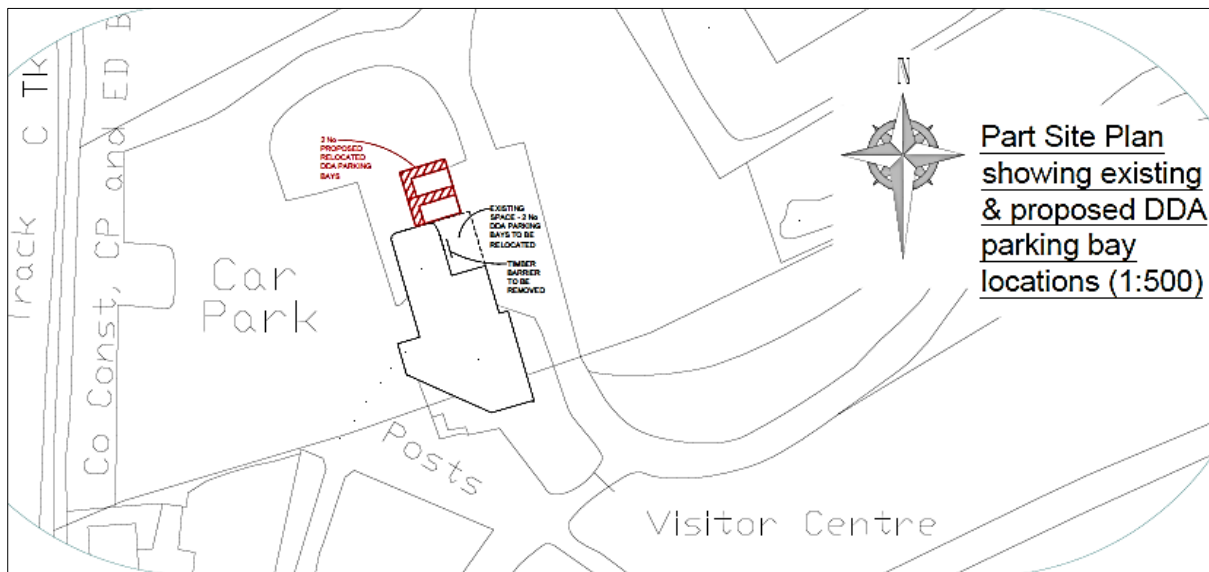 Track
C Tk
Co Const, CP and ED B
2 No
PROPOSED
RELOCATED
DDA PARKING
BAYS
EXISTING
SPACE - 2 No
DDA PARKING
BAYS TO BE
RELOCATED
TIMBER
BARRIER
TO BE
REMOVED
Car
Park
Posts
Visitor Centre
N
Part Site Plan
showing existing
& proposed DDA
parking bay
locations (1:500)